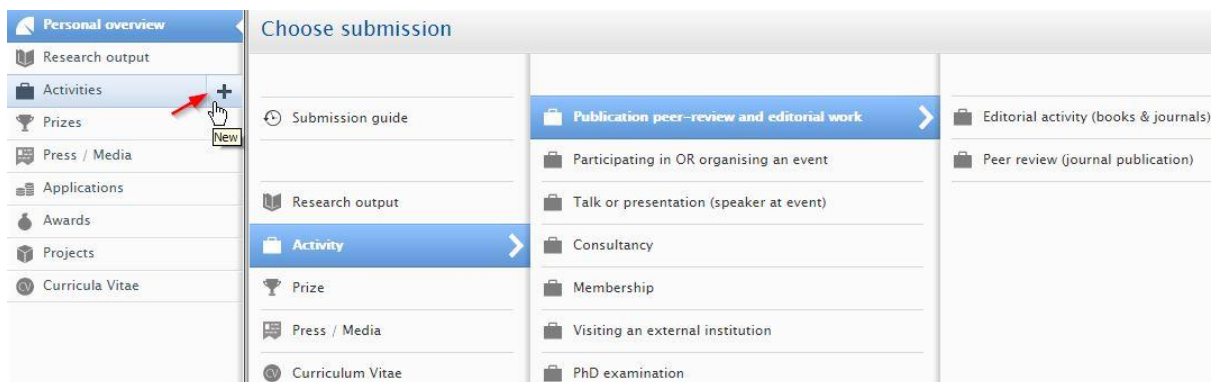 Personal overview
Research output
Activities
Prizes
New
Press / Media
Applications
Awards
Projects
Curricula Vitae
CV
Choose submission
Submission guide
Research output
Activity
Prize
Press / Media
CV
Curriculum Vitae
Publication peer-review and editorial work
Participating in OR organising an event
Talk or presentation (speaker at event)
Consultancy
Membership
Visiting an external institution
PhD examination
Editorial activity (books & journals)
Peer review (journal publication)